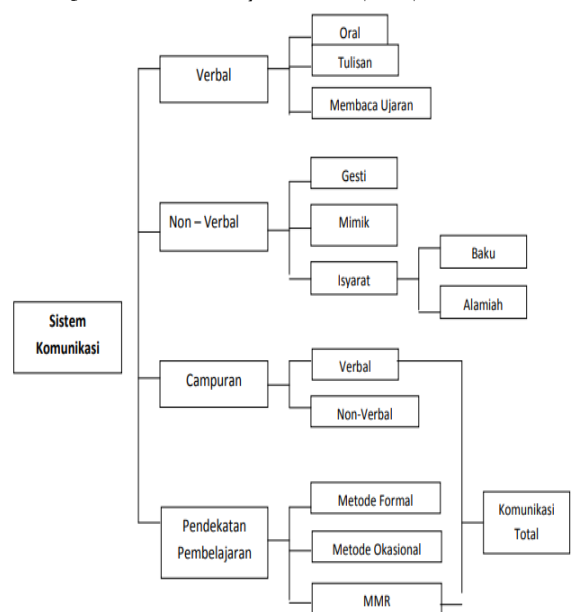 Oral
Verbal
Tulisan
Membaca Ujaran
Gesti
Non – Verbal
Mimik
Baku
Isyarat
Alamiah
Sistem
Komunikasi
Verbal
Campuran
Non-Verbal
Metode Formal
Pendekatan
Pembelajaran
Komunikasi
Total
Metode Okasional
MMR